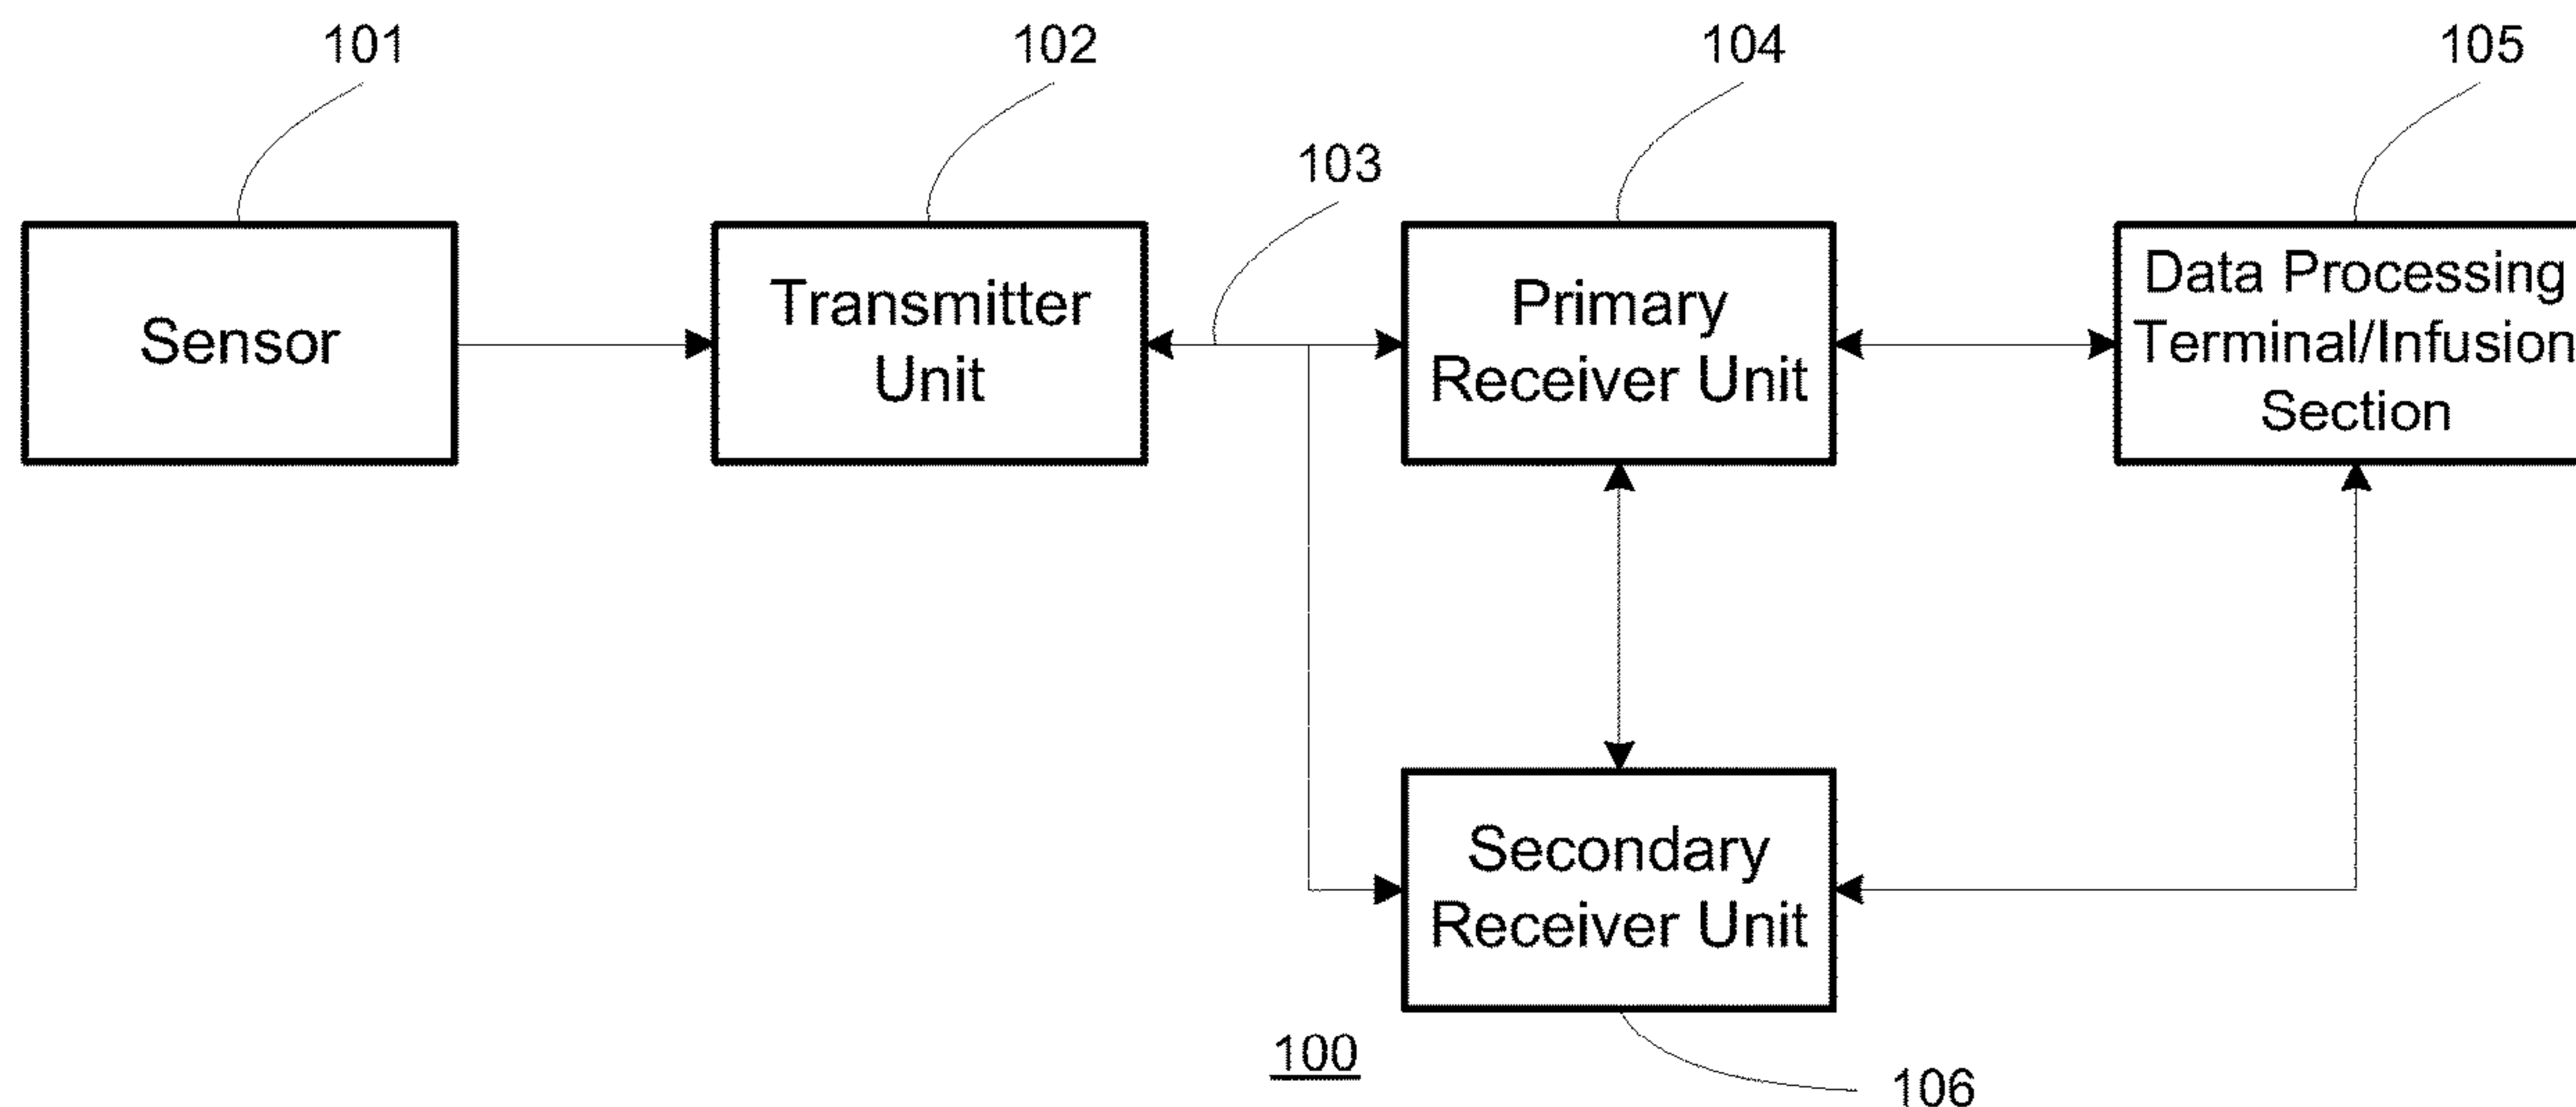 101
102
104
105
103
Sensor
Transmitter
Unit
Primary
Receiver Unit
Data Processing
Terminal/Infusion
Section
Secondary
Receiver Unit
100
106